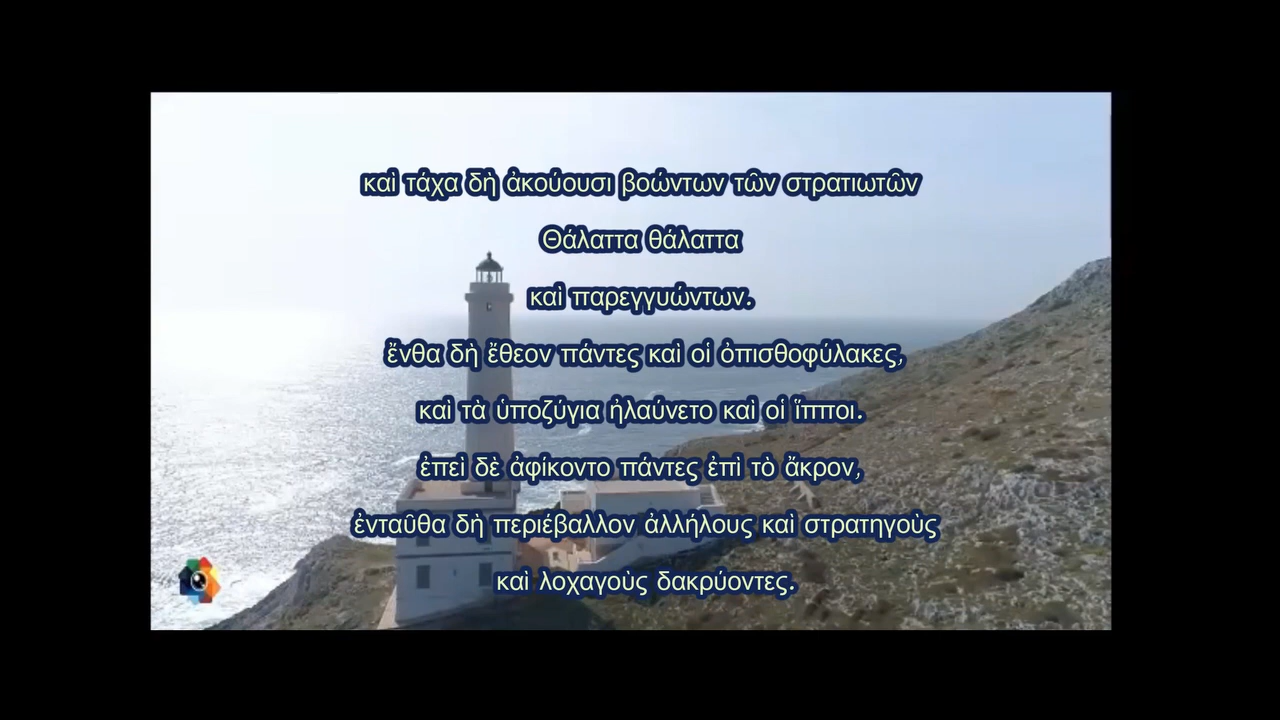 καὶ τάχα δὴ ἀκούουσι βοώντων τῶν στρατιωτῶν
Θάλαττα θάλαττα
καὶ παρεγγυώντων.
ἔνθα δὴ ἔθεον πάντες καὶ οἱ ὀπισθοφύλακες,
καὶ τὰ ὑποζύγια ἠλαύνετο καὶ οἱ ἵπποι.
ἐπεὶ δὲ ἀφίκοντο πάντες ἐπὶ τὸ ἄκρον,
ἐνταῦθα δὴ περιέβαλλον ἀλλήλους καὶ στρατηγοὺς
καὶ λοχαγοὺς δακρύοντες.